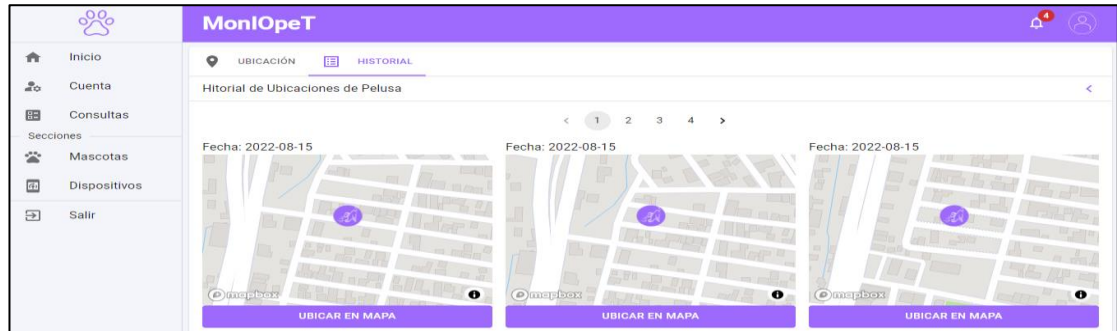 MonIOpeT
4
Inicio
Cuenta
Consultas
Secciones
Mascotas
Dispositivos
Salir
UBICACIÓN HISTORIAL
Hitorial de Ubicaciones de Pelusa <
< 1 2 3 4 >
Fecha: 2022-08-15 Fecha: 2022-08-15 Fecha: 2022-08-15
mapbox mapbox mapbox
UBICAR EN MAPA UBICAR EN MAPA UBICAR EN MAPA